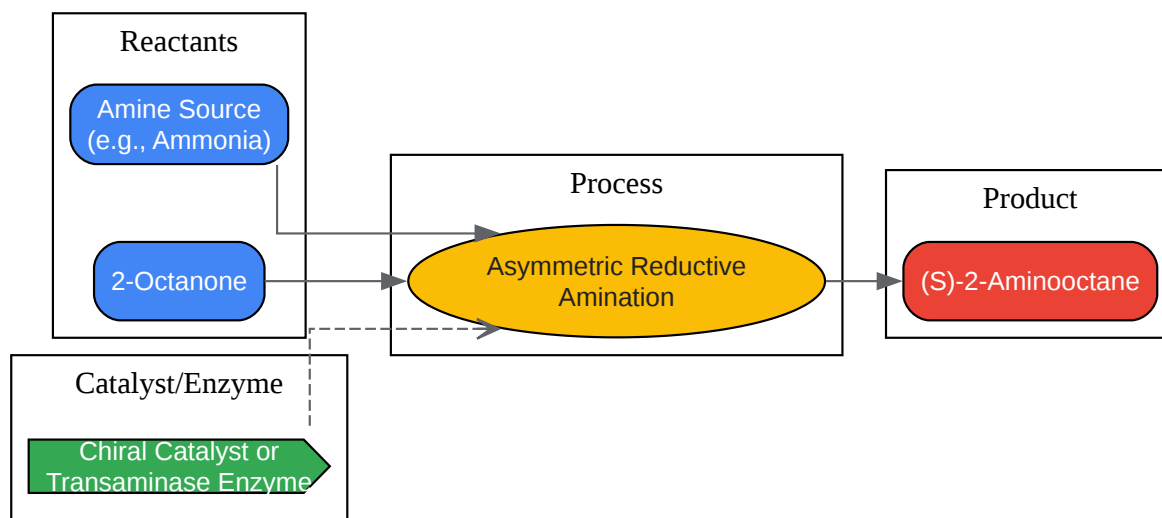 Reactants
Amine Source
(e.g., Ammonia)
2-Octanone
Catalyst/Enzyme
Chiral Catalyst or
Transaminase Enzyme
Process
Asymmetric Reductive
Amination
Product
(S)-2-Aminooctane